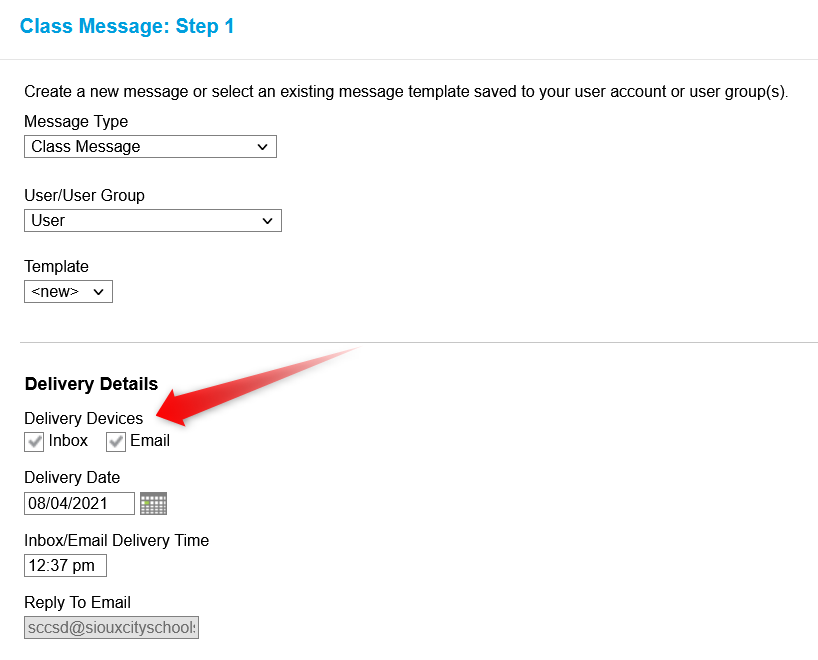 Class Message: Step 1
Create a new message or select an existing message template saved to your user account or user group(s).
Message Type
Class Message
User/User Group
User
Template
<new>
Delivery Details
Delivery Devices
Inbox Email
Delivery Date
08/04/2021
Inbox/Email Delivery Time
12:37 pm
Reply To Email
sccsd@siouxcityschool